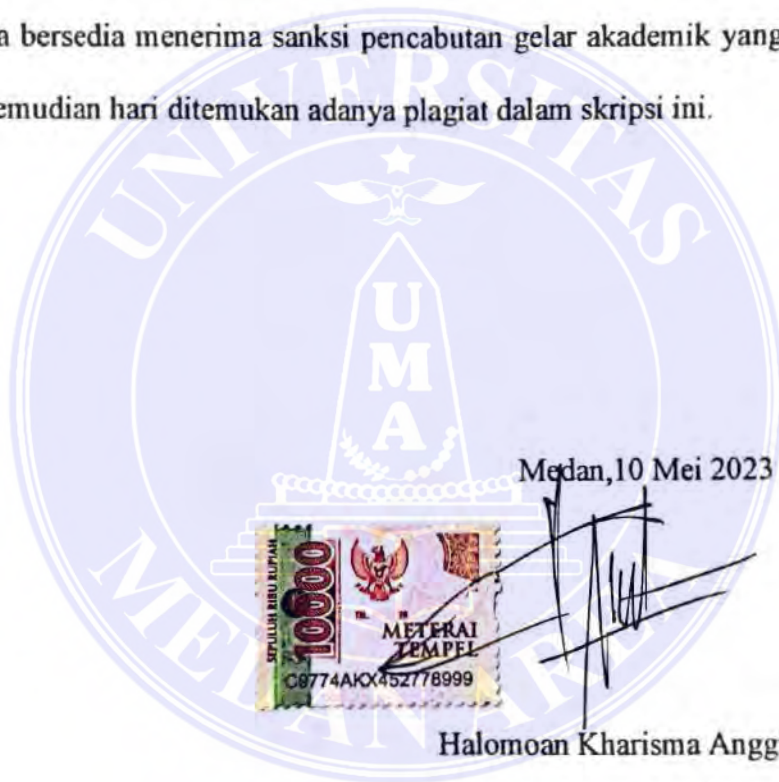 a bersedia menerima sanksi pencabutan gelar akademik yang
emudian hari ditemukan adanya plagiat dalam skripsi ini.
UNIVERSITAS
UMA
MEDAN AREA
Medan,10 Mei 2023
SEPULUH RIBU RUPIAH
10000
METERAI
TEMPEL
C9774AKX452778999
Halomoan Kharisma Angg